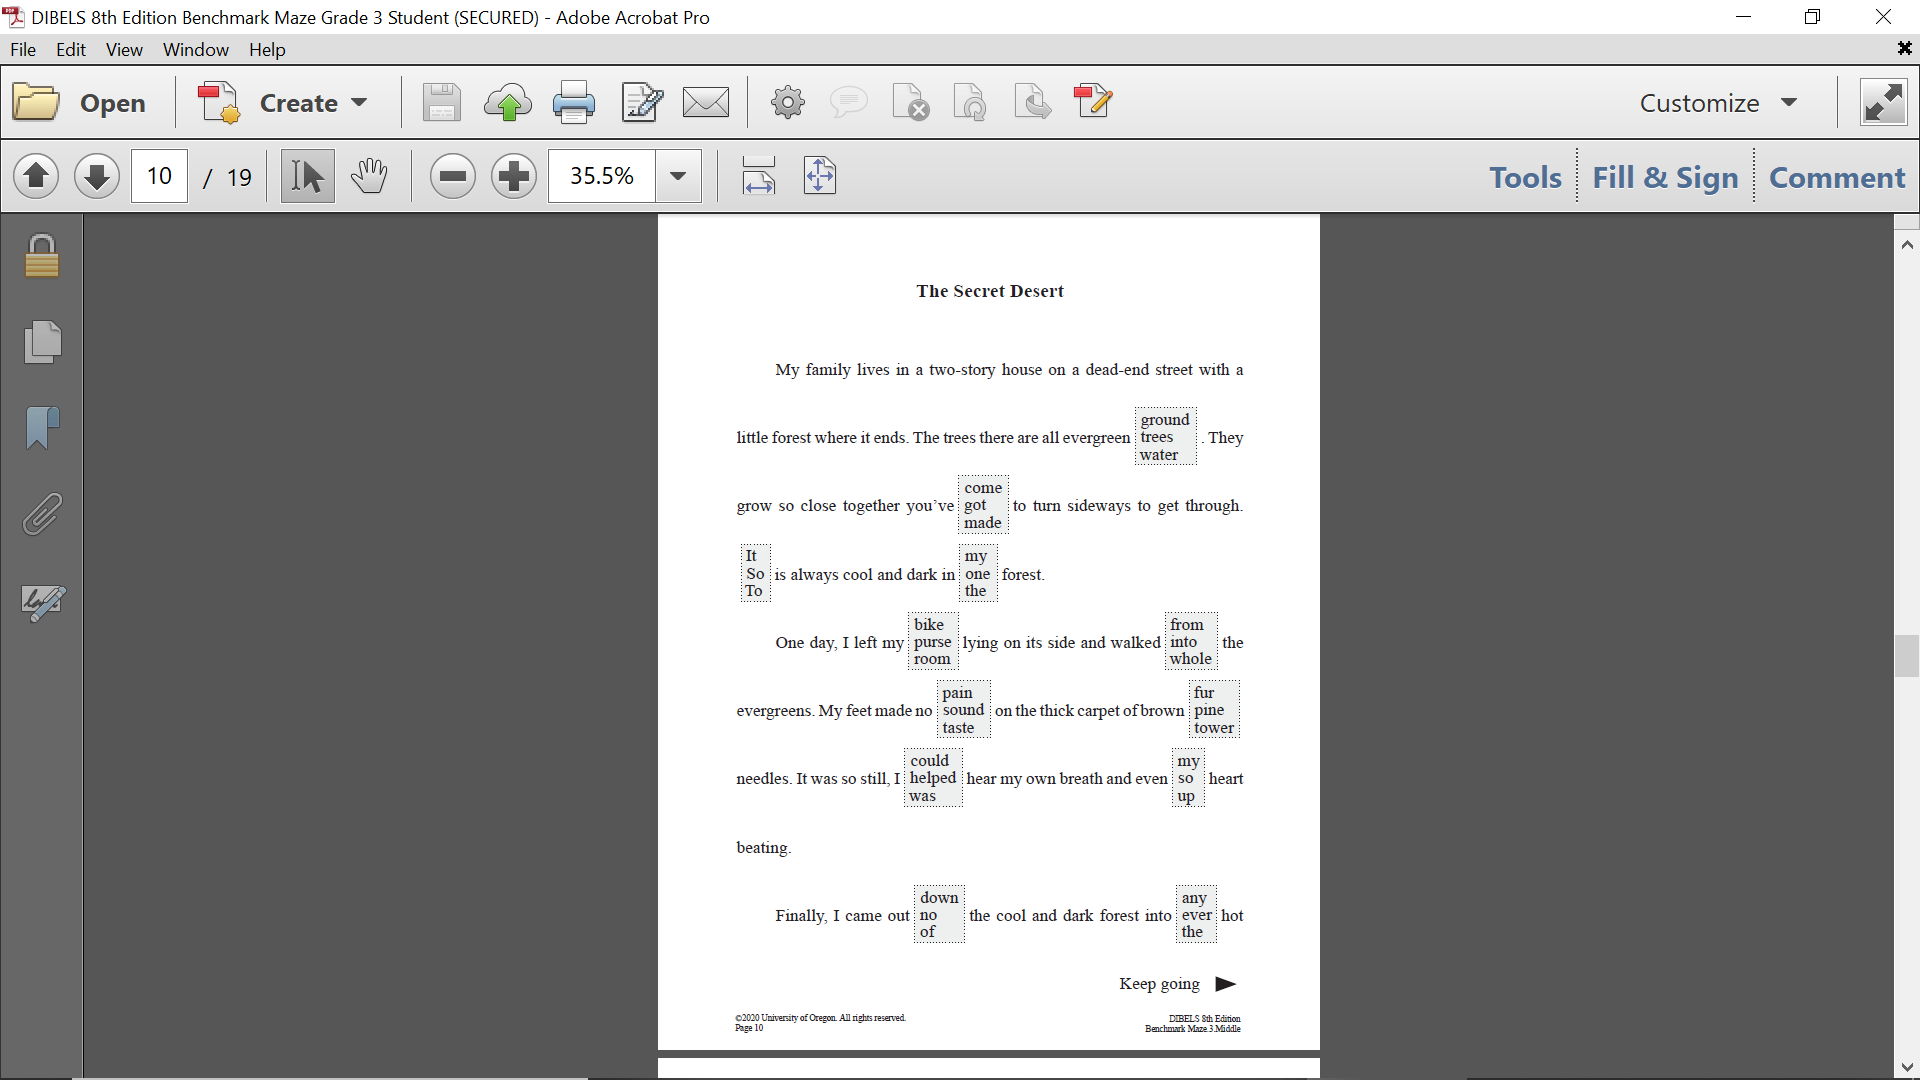 DIBELS 8th Edition Benchmark Maze Grade 3 Student (SECURED) - Adobe Acrobat Pro
File Edit View Window Help
Open Create Customize
10 / 19 35.5% Tools Fill & Sign Comment
The Secret Desert
My family lives in a two-story house on a dead-end street with a
ground
little forest where it ends. The trees there are all evergreen trees . They
water
come
grow so close together you've got to turn sideways to get through.
made
It my
So is always cool and dark in one forest.
To the
bike from
One day, I left my purse lying on its side and walked into the
room whole
pain fur
evergreens. My feet made no sound on the thick carpet of brown pine
taste tower
could my
needles. It was so still, I helped hear my own breath and even so heart
was up
beating.
down any
Finally, I came out no the cool and dark forest into ever hot
of the
Keep going
©2020 University of Oregon. All rights reserved. DIBELS 8th Edition
Page 10 Benchmark Maze.3.Middle